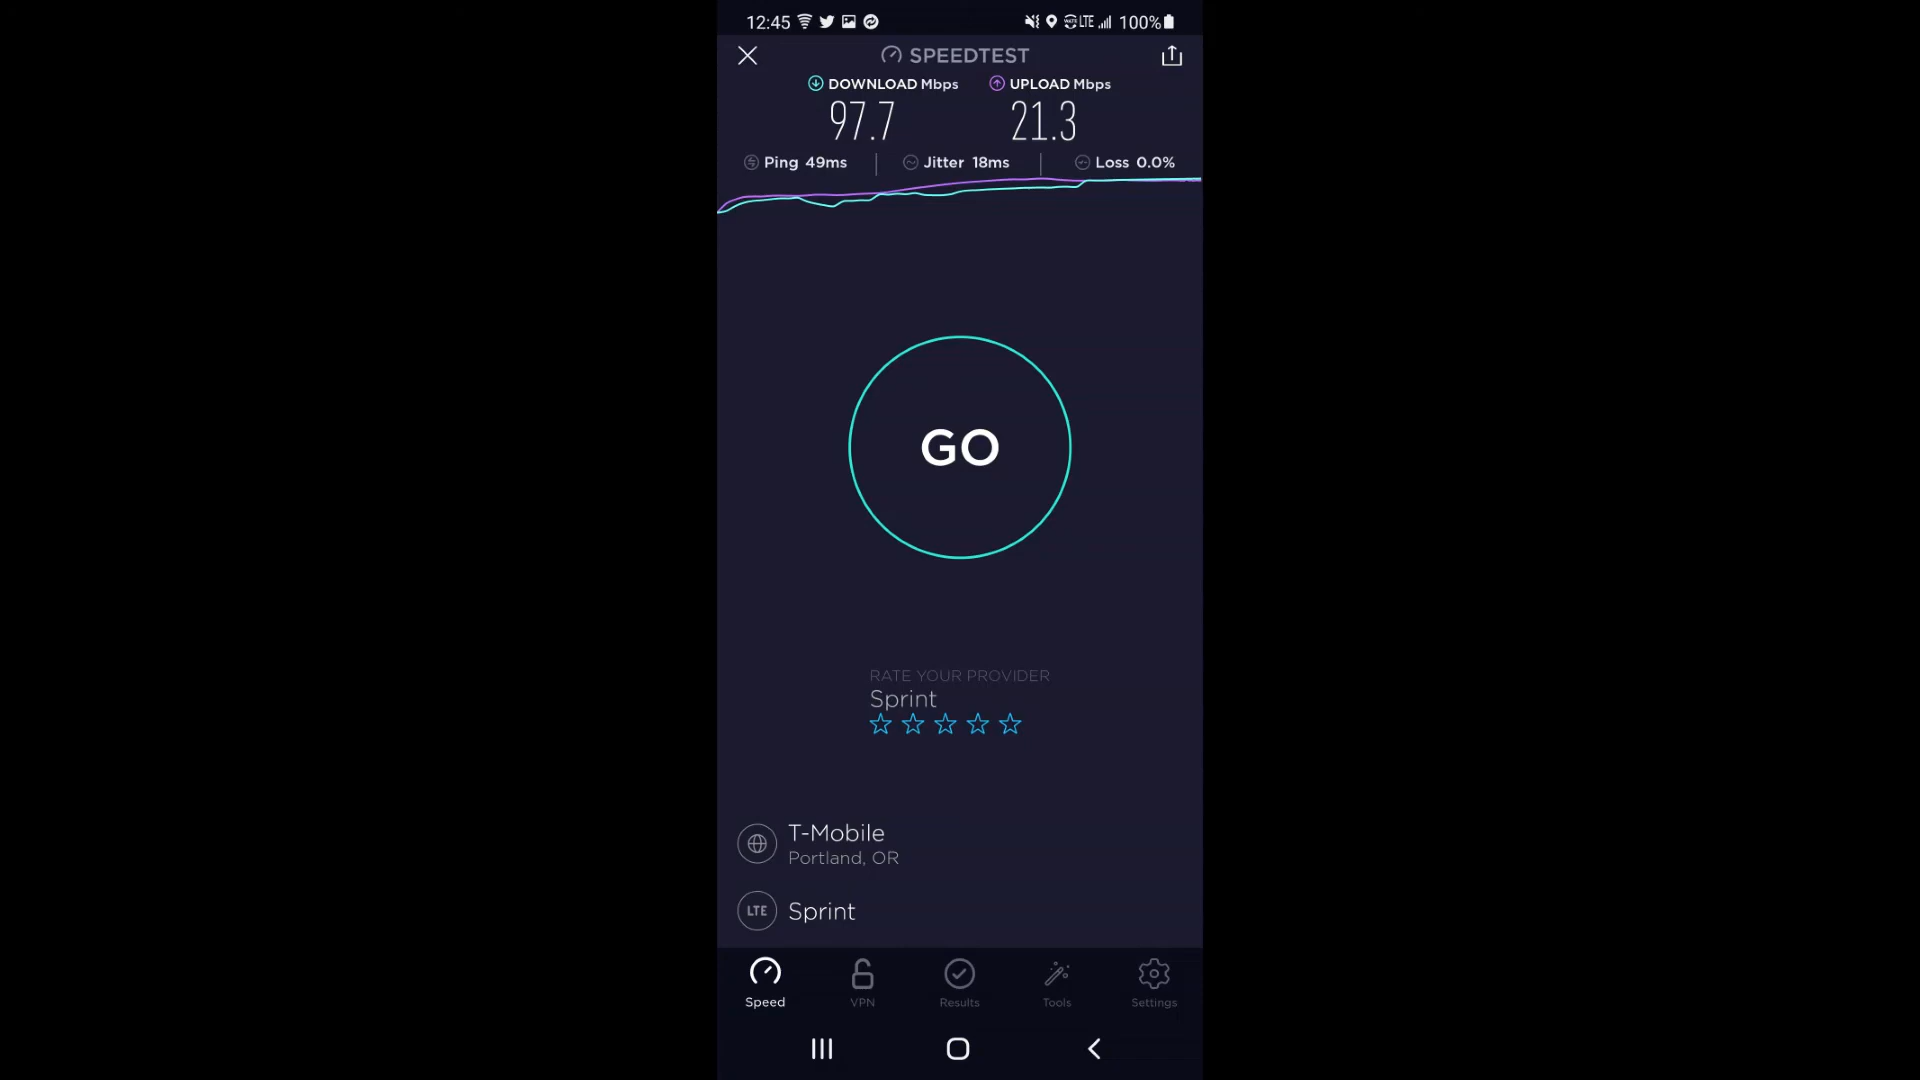 12:45 LTE 100%
SPEEDTEST
DOWNLOAD Mbps UPLOAD Mbps
97.7 21.3
Ping 49ms Jitter 18ms Loss 0.0%
GO
RATE YOUR PROVIDER
Sprint
T-Mobile
Portland, OR
LTE Sprint
Speed VPN Results Tools Settings